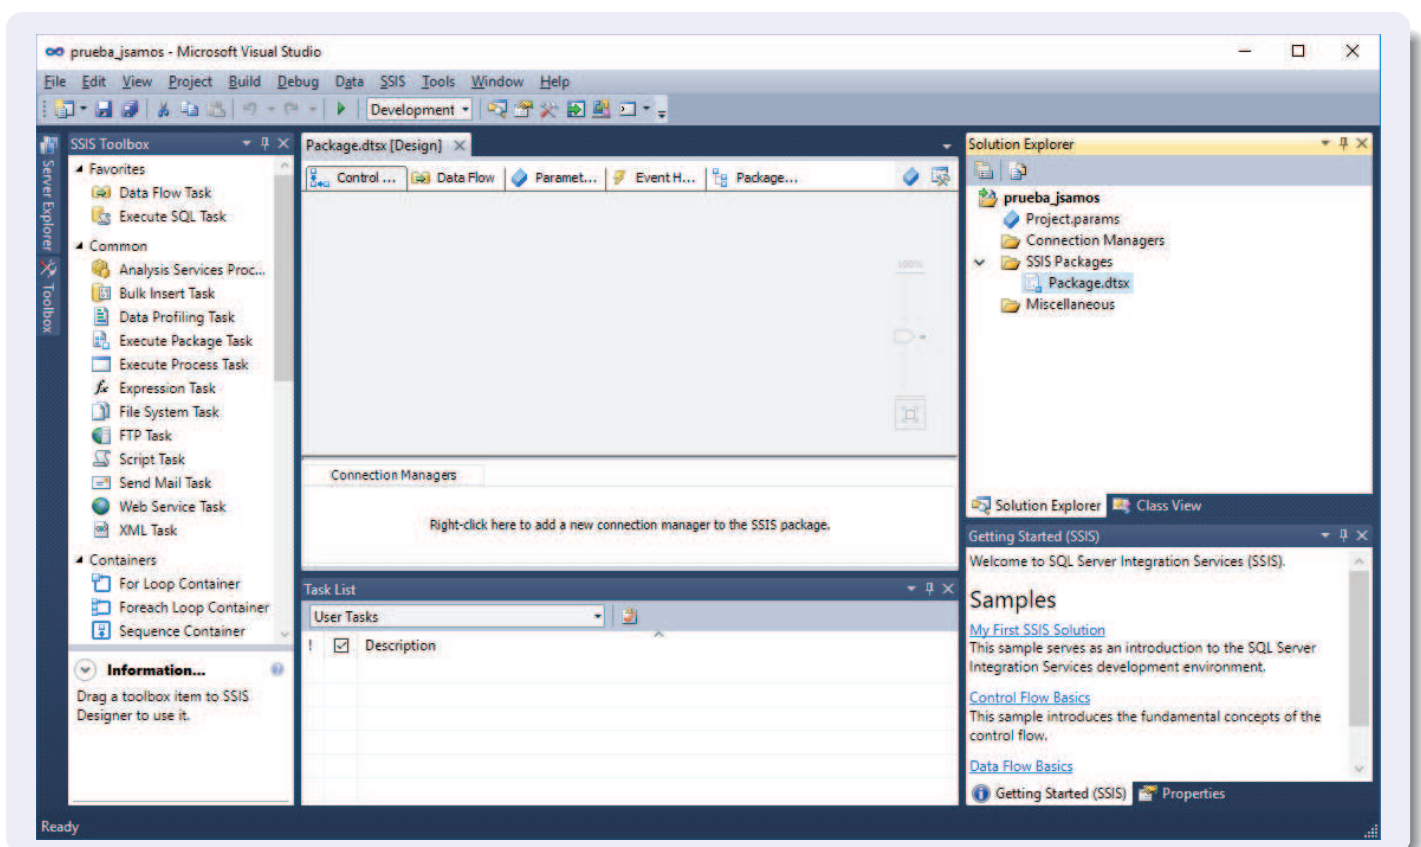 prueba_jsamos - Microsoft Visual Studio
File Edit View Project Build Debug Data SSIS Tools Window Help
Development
Server Explorer
Toolbox
SSIS Toolbox
Favorites
Data Flow Task
Execute SQL Task
Common
Analysis Services Proc...
Bulk Insert Task
Data Profiling Task
Execute Package Task
Execute Process Task
Expression Task
File System Task
FTP Task
Script Task
Send Mail Task
Web Service Task
XML Task
Containers
For Loop Container
Foreach Loop Container
Sequence Container
Information...
Drag a toolbox item to SSIS
Designer to use it.
Package.dtsx [Design]
Control ... Data Flow Paramet... Event H... Package...
100%
Connection Managers
Right-click here to add a new connection manager to the SSIS package.
Task List
User Tasks
! Description
Solution Explorer
prueba_jsamos
Project.params
Connection Managers
SSIS Packages
Package.dtsx
Miscellaneous
Solution Explorer Class View
Getting Started (SSIS)
Welcome to SQL Server Integration Services (SSIS).
Samples
My First SSIS Solution
This sample serves as an introduction to the SQL Server
Integration Services development environment.
Control Flow Basics
This sample introduces the fundamental concepts of the
control flow.
Data Flow Basics
Getting Started (SSIS) Properties
Ready